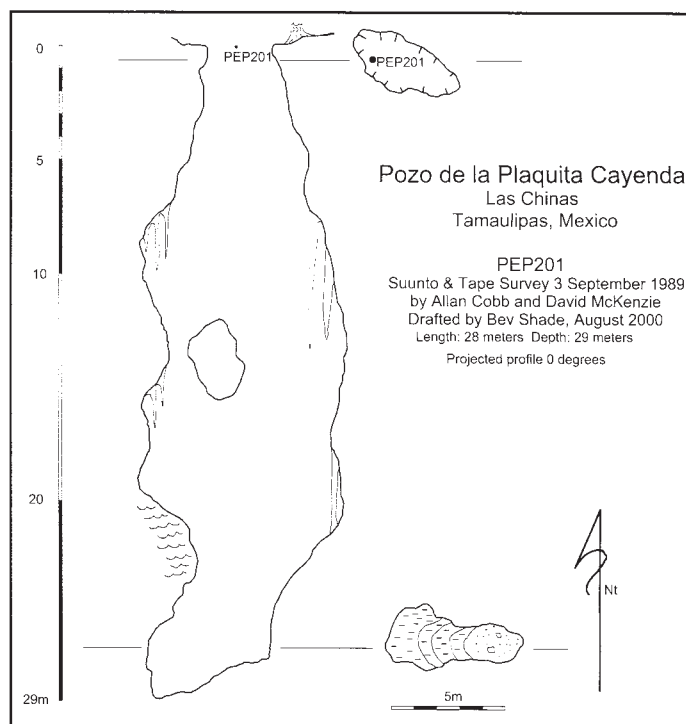 0
PEP201
PEP201
5
Pozo de la Plaquita Cayenda
Las Chinas
Tamaulipas, Mexico
10
PEP201
Suunto & Tape Survey 3 September 1989
by Allan Cobb and David McKenzie
Drafted by Bev Shade, August 2000
Length: 28 meters Depth: 29 meters
Projected profile 0 degrees
20
Nt
29m
5m